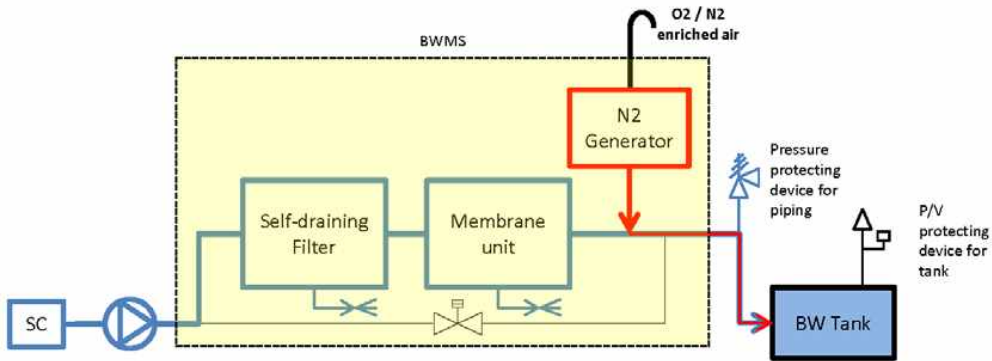 O2 / N2
enriched air
BWMS
N2
Generator
Pressure
protecting
device for
piping
Self-draining
Filter
Membrane
unit
P/V
protecting
device for
tank
SC
BW Tank